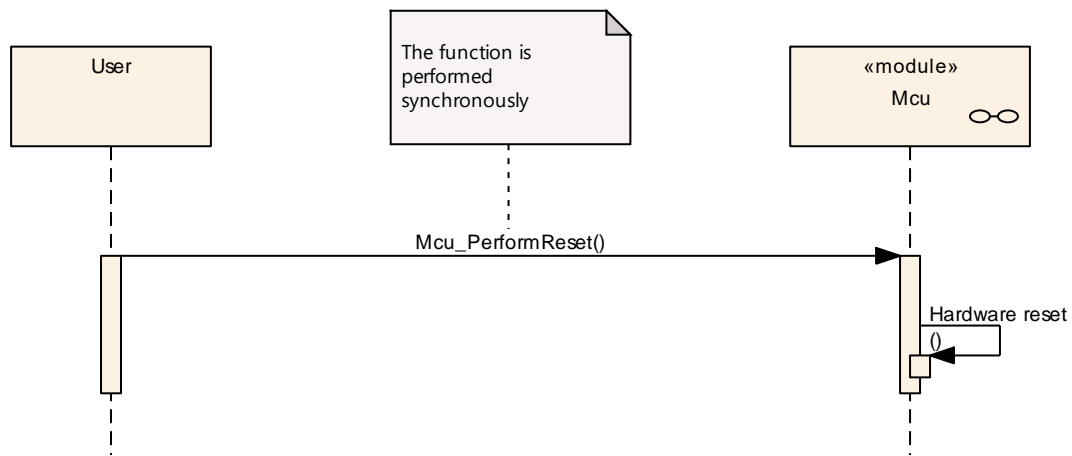 User
The function is
performed
synchronously
«module»
Mcu
Mcu_PerformReset()
Hardware reset
()